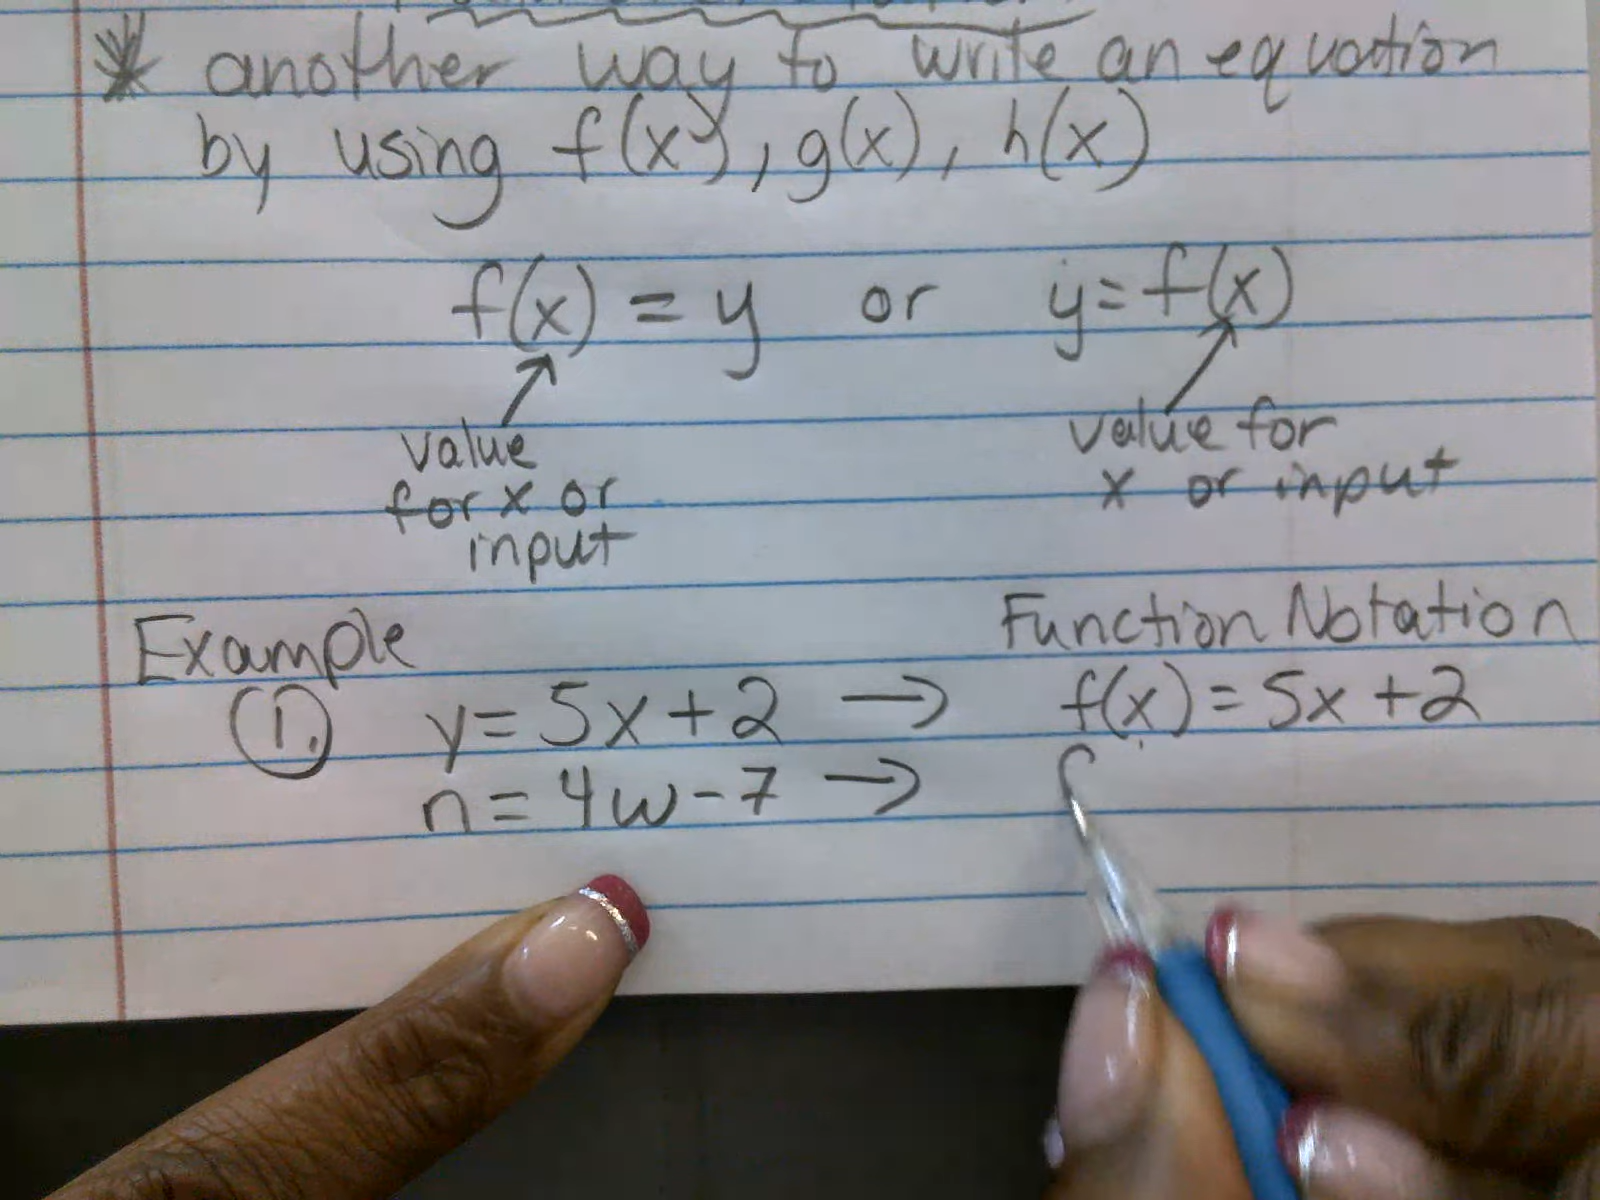 * another way to write an equation
by using f(x), g(x), h(x)
f(x) = y or y = f(x)
value for x or input
value for x or input
Example Function Notation
1. y = 5x + 2 → f(x) = 5x + 2
n = 4w - 7 → f